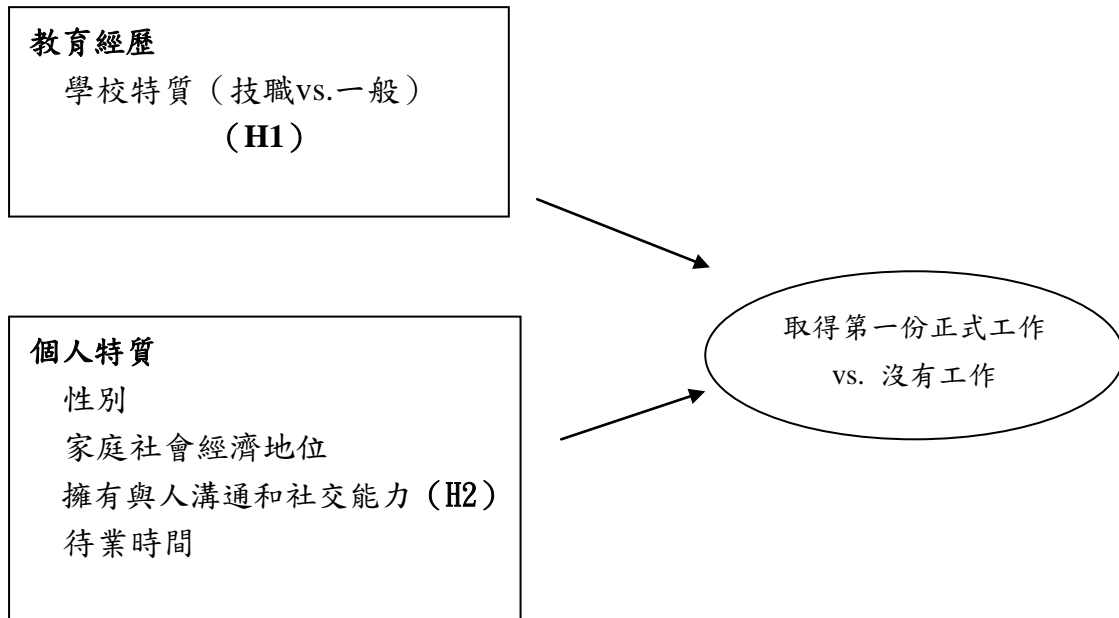 教育經歷
學校特質（技職vs.一般）
（H1）
個人特質
性別
家庭社會經濟地位
擁有與人溝通和社交能力（H2）
待業時間
取得第一份正式工作
vs. 沒有工作